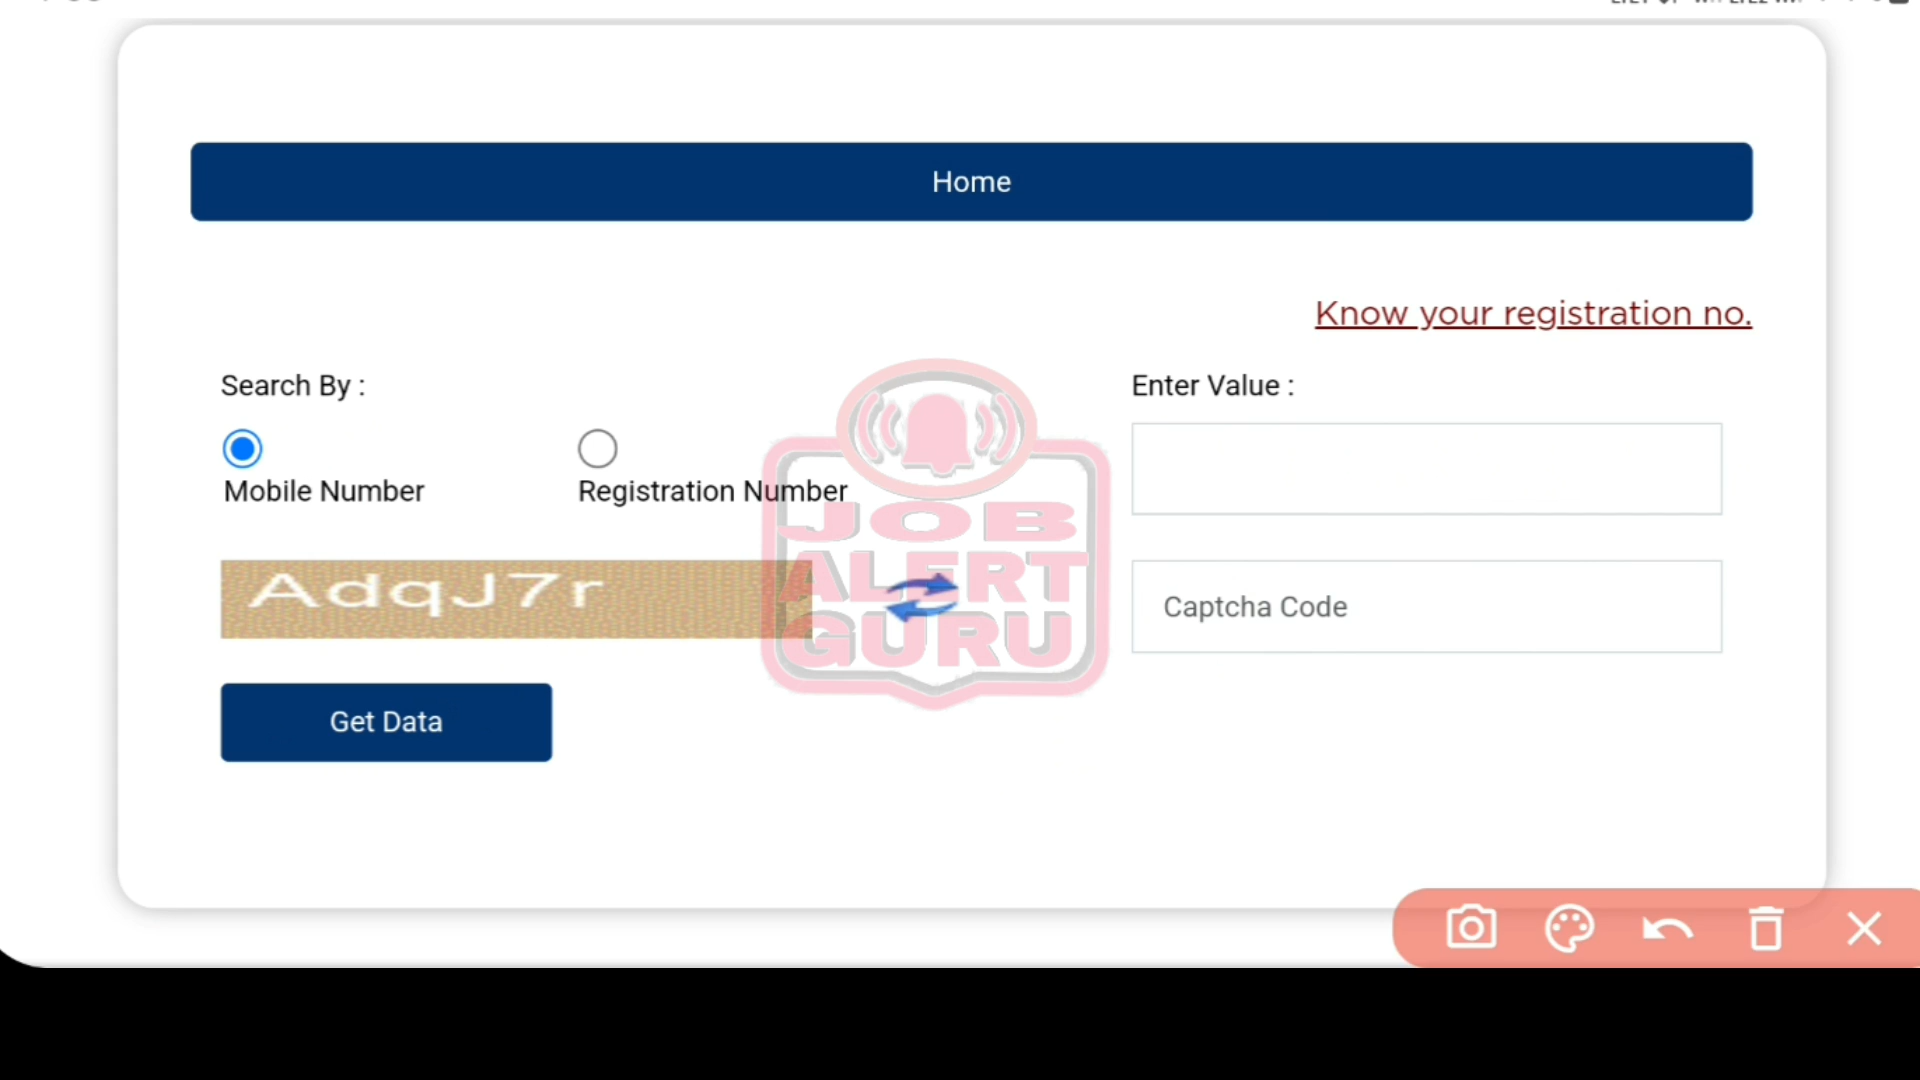 Home
Know your registration no.
Search By :
Enter Value :
Mobile Number
Registration Number
AdqJ7r
Captcha Code
Get Data
JOB
ALERT
GURU